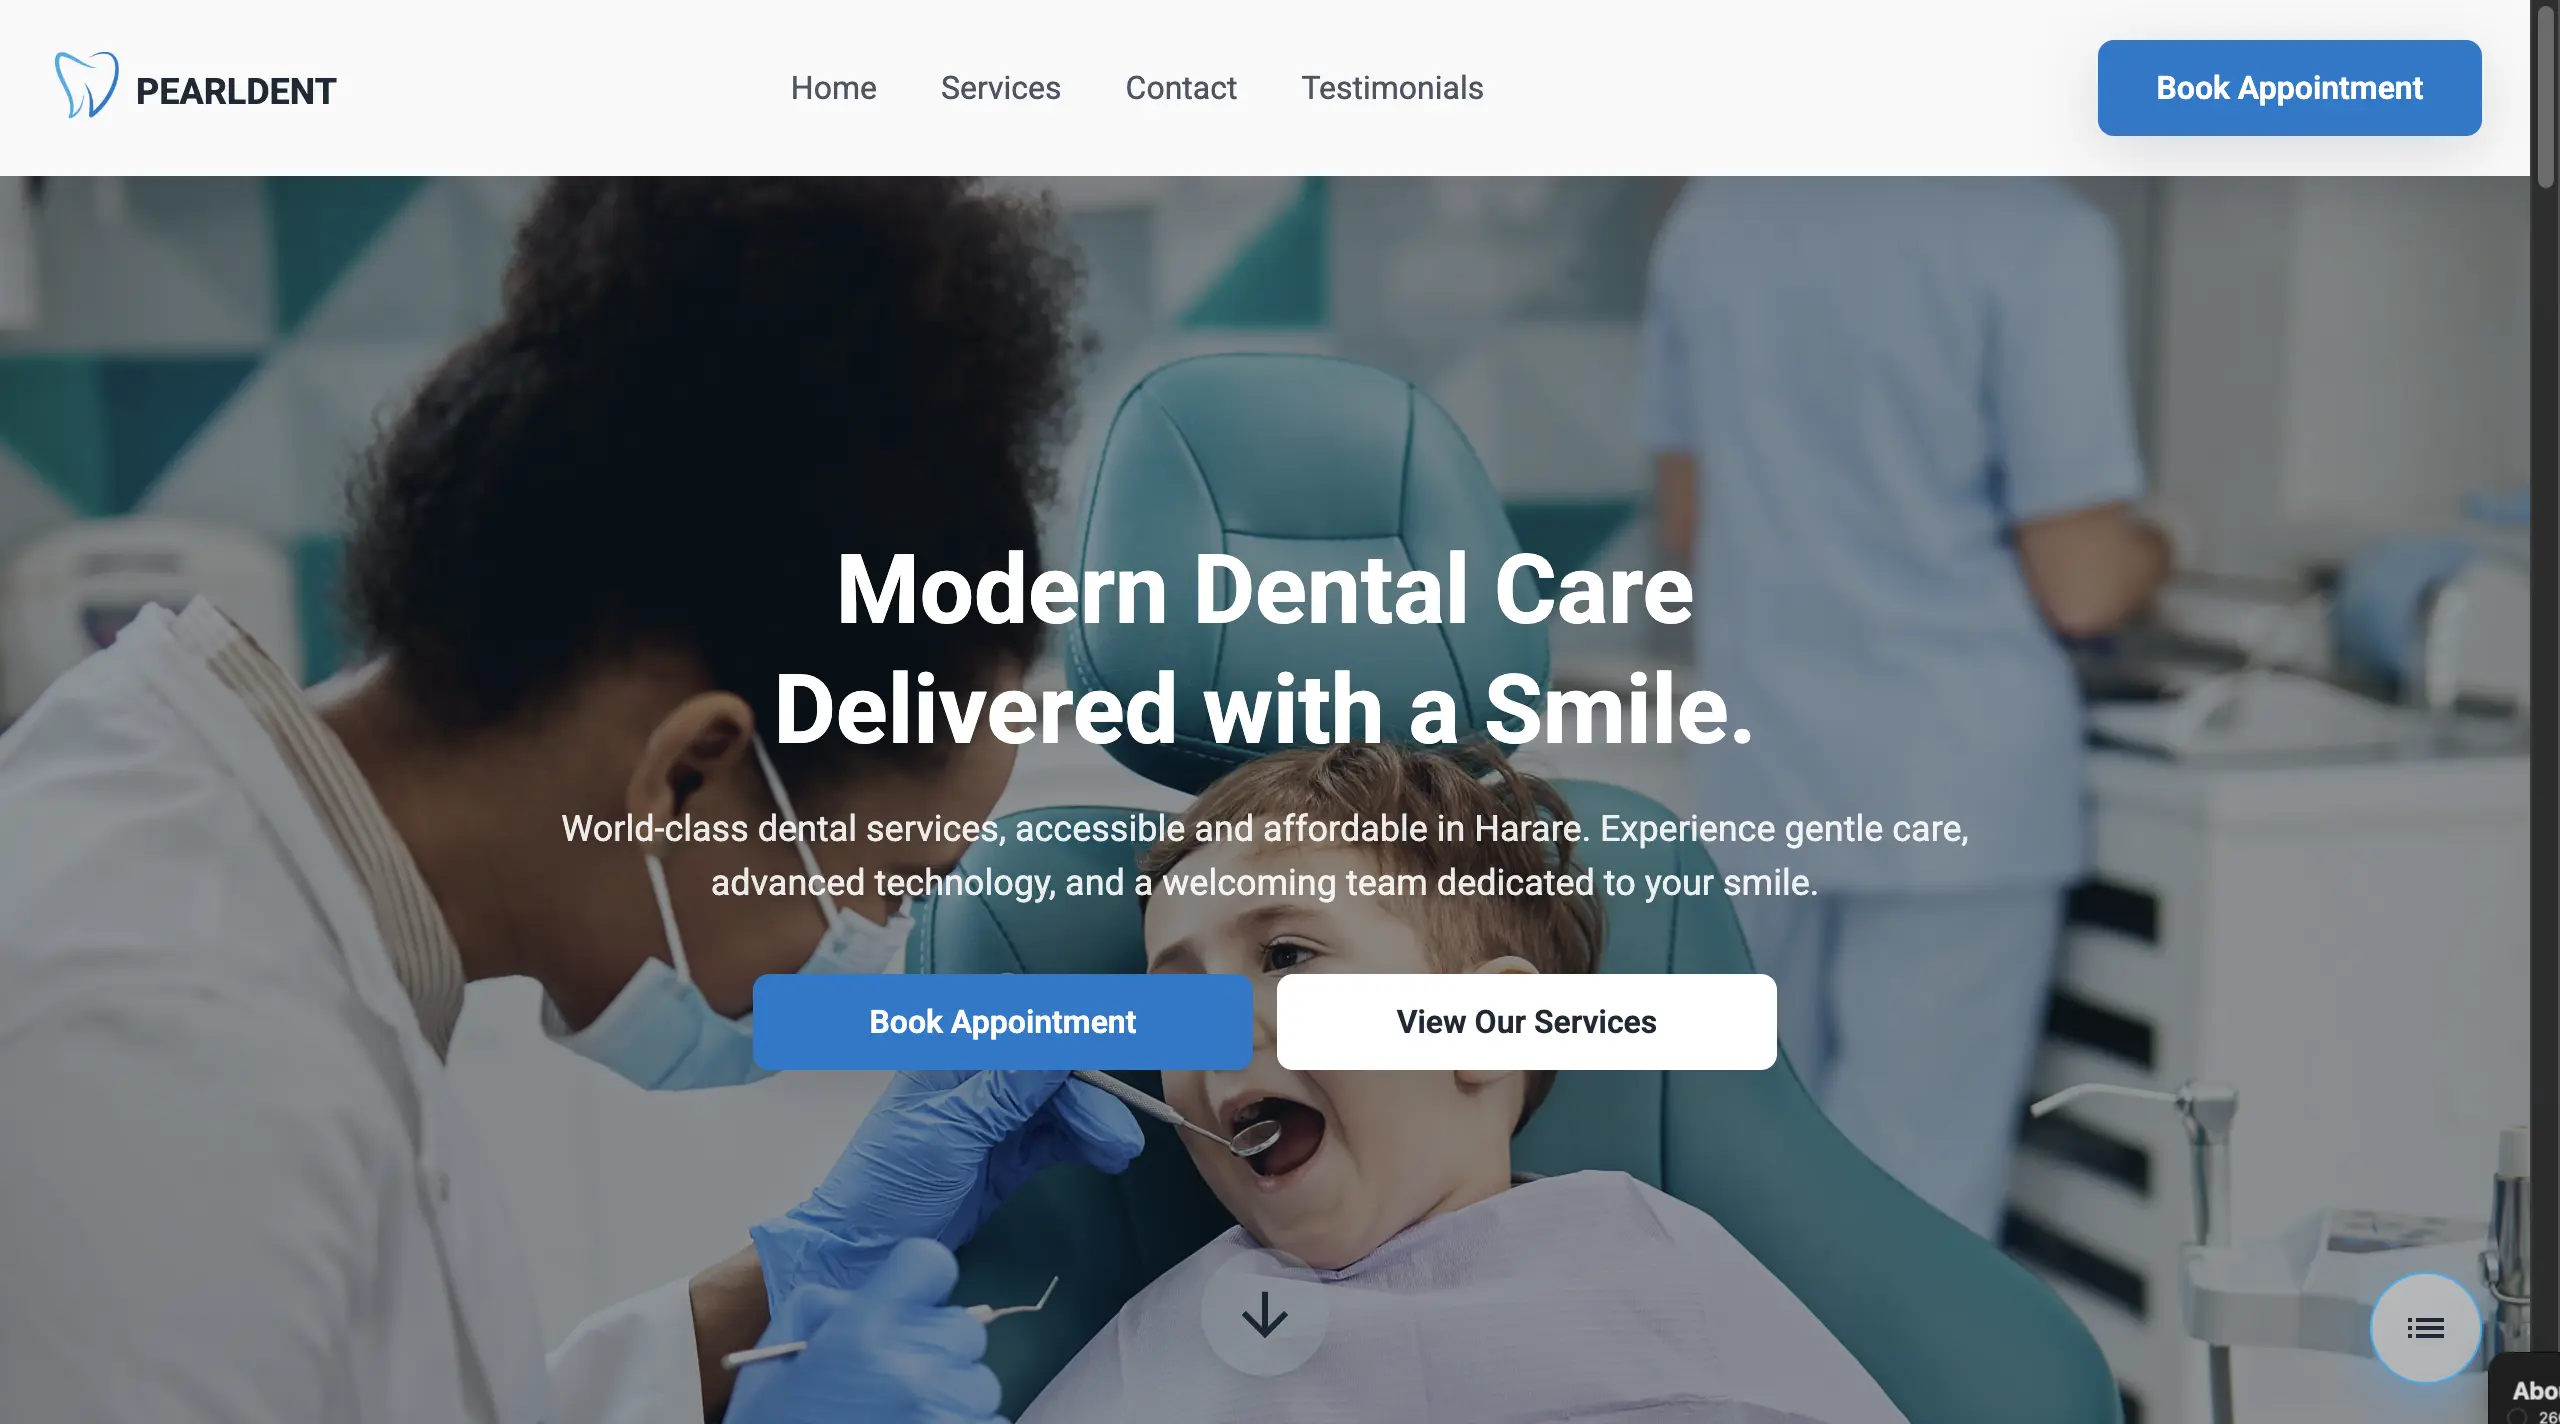 PEARLDENT
Home
Services
Contact
Testimonials
Book Appointment
Modern Dental Care
Delivered with a Smile.
World-class dental services, accessible and affordable in Harare. Experience gentle care,
advanced technology, and a welcoming team dedicated to your smile.
Book Appointment
View Our Services